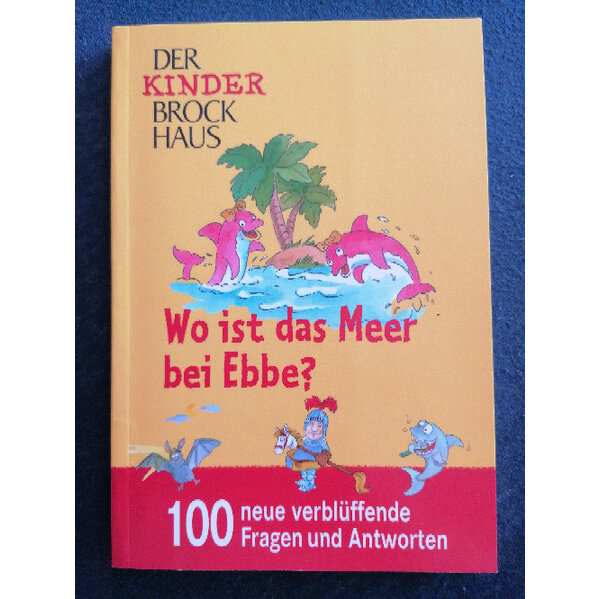 DER
KINDER
BROCK
HAUS
Wo ist das Meer
bei Ebbe?
100 neue verblüffende
Fragen und Antworten